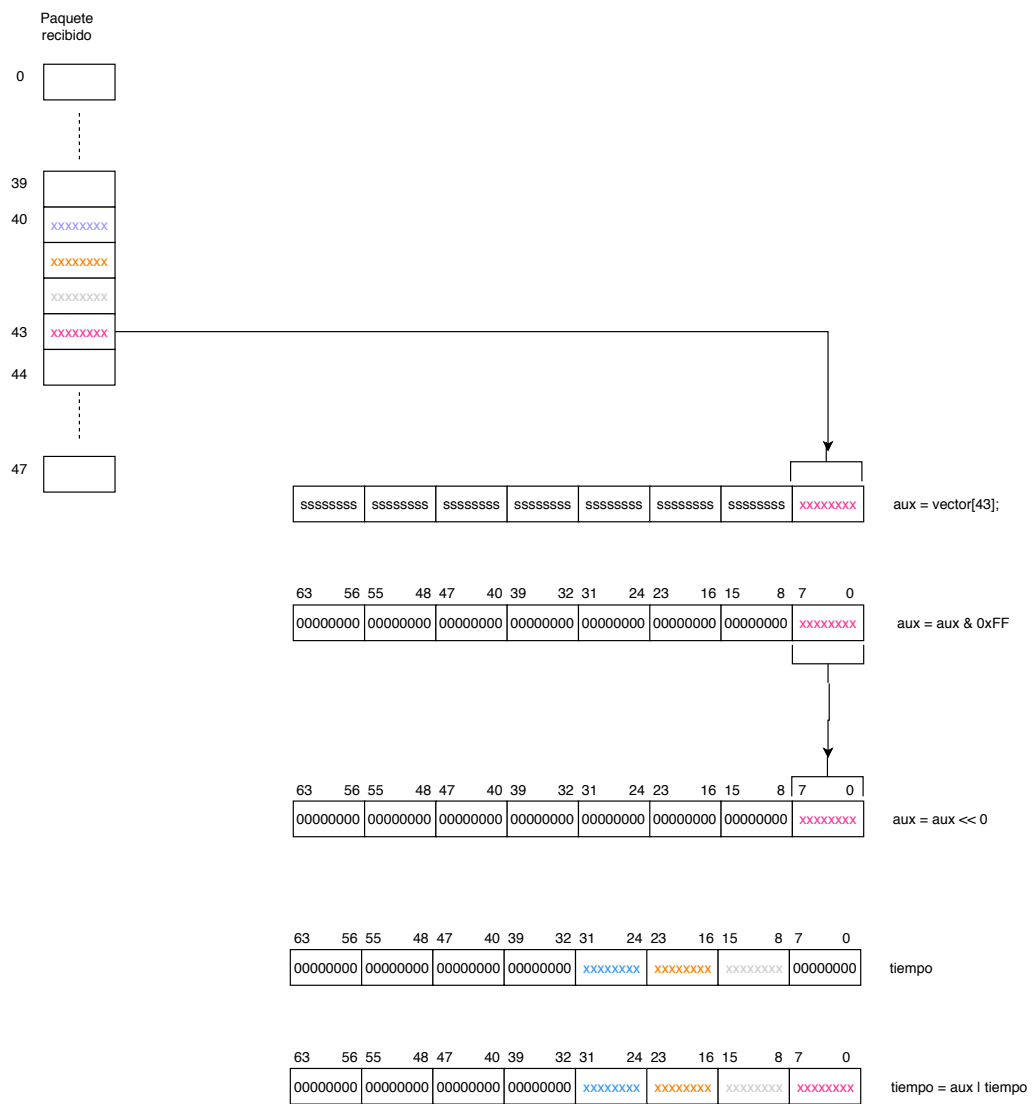 Paquete
recibido
0
39
40
xxxxxxxx
xxxxxxxx
xxxxxxxx
43
xxxxxxxx
44
47
ssssssss ssssssss ssssssss ssssssss ssssssss ssssssss ssssssss xxxxxxxx aux = vector[43];
63 56 55 48 47 40 39 32 31 24 23 16 15 8 7 0
00000000 00000000 00000000 00000000 00000000 00000000 00000000 xxxxxxxx aux = aux & 0xFF
63 56 55 48 47 40 39 32 31 24 23 16 15 8 7 0
00000000 00000000 00000000 00000000 00000000 00000000 00000000 xxxxxxxx aux = aux << 0
63 56 55 48 47 40 39 32 31 24 23 16 15 8 7 0
00000000 00000000 00000000 00000000 xxxxxxxx xxxxxxxx xxxxxxxx 00000000 tiempo
63 56 55 48 47 40 39 32 31 24 23 16 15 8 7 0
00000000 00000000 00000000 00000000 xxxxxxxx xxxxxxxx xxxxxxxx xxxxxxxx tiempo = aux | tiempo